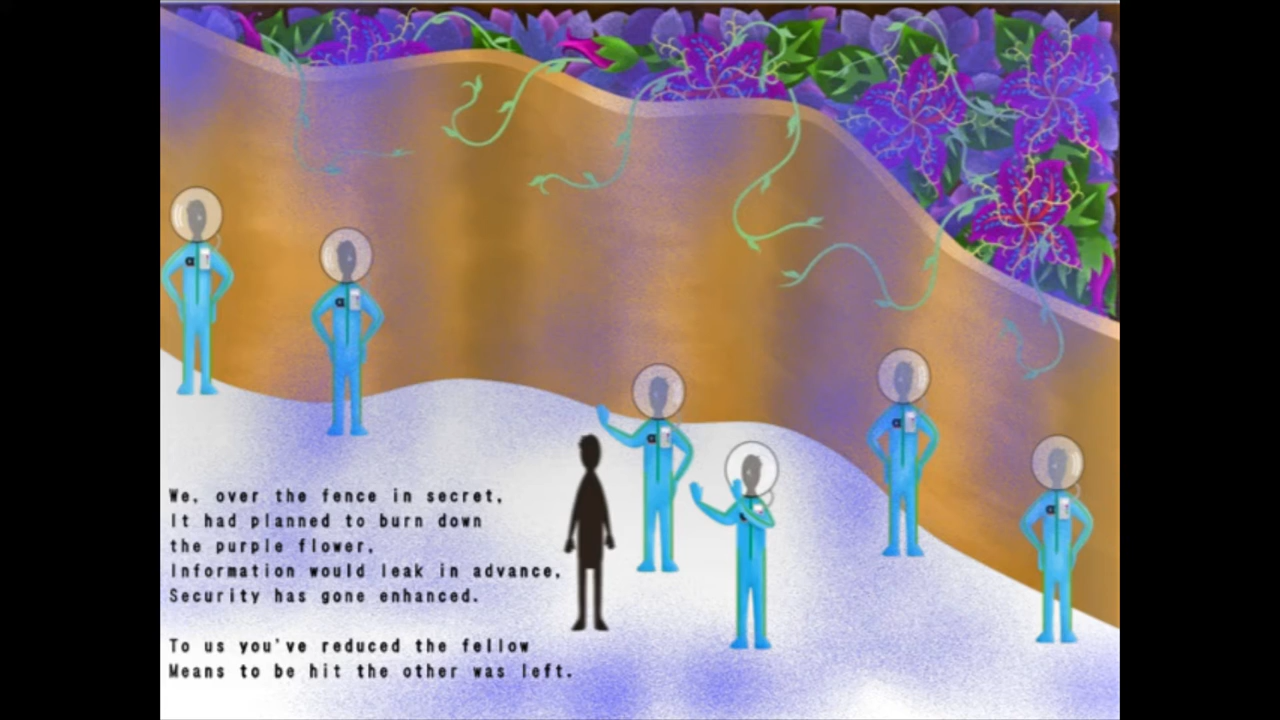 We, over the fence in secret,
It had planned to burn down
the purple flower,
Information would leak in advance,
Security has gone enhanced.
To us you've reduced the fellow
Means to be hit the other was left.